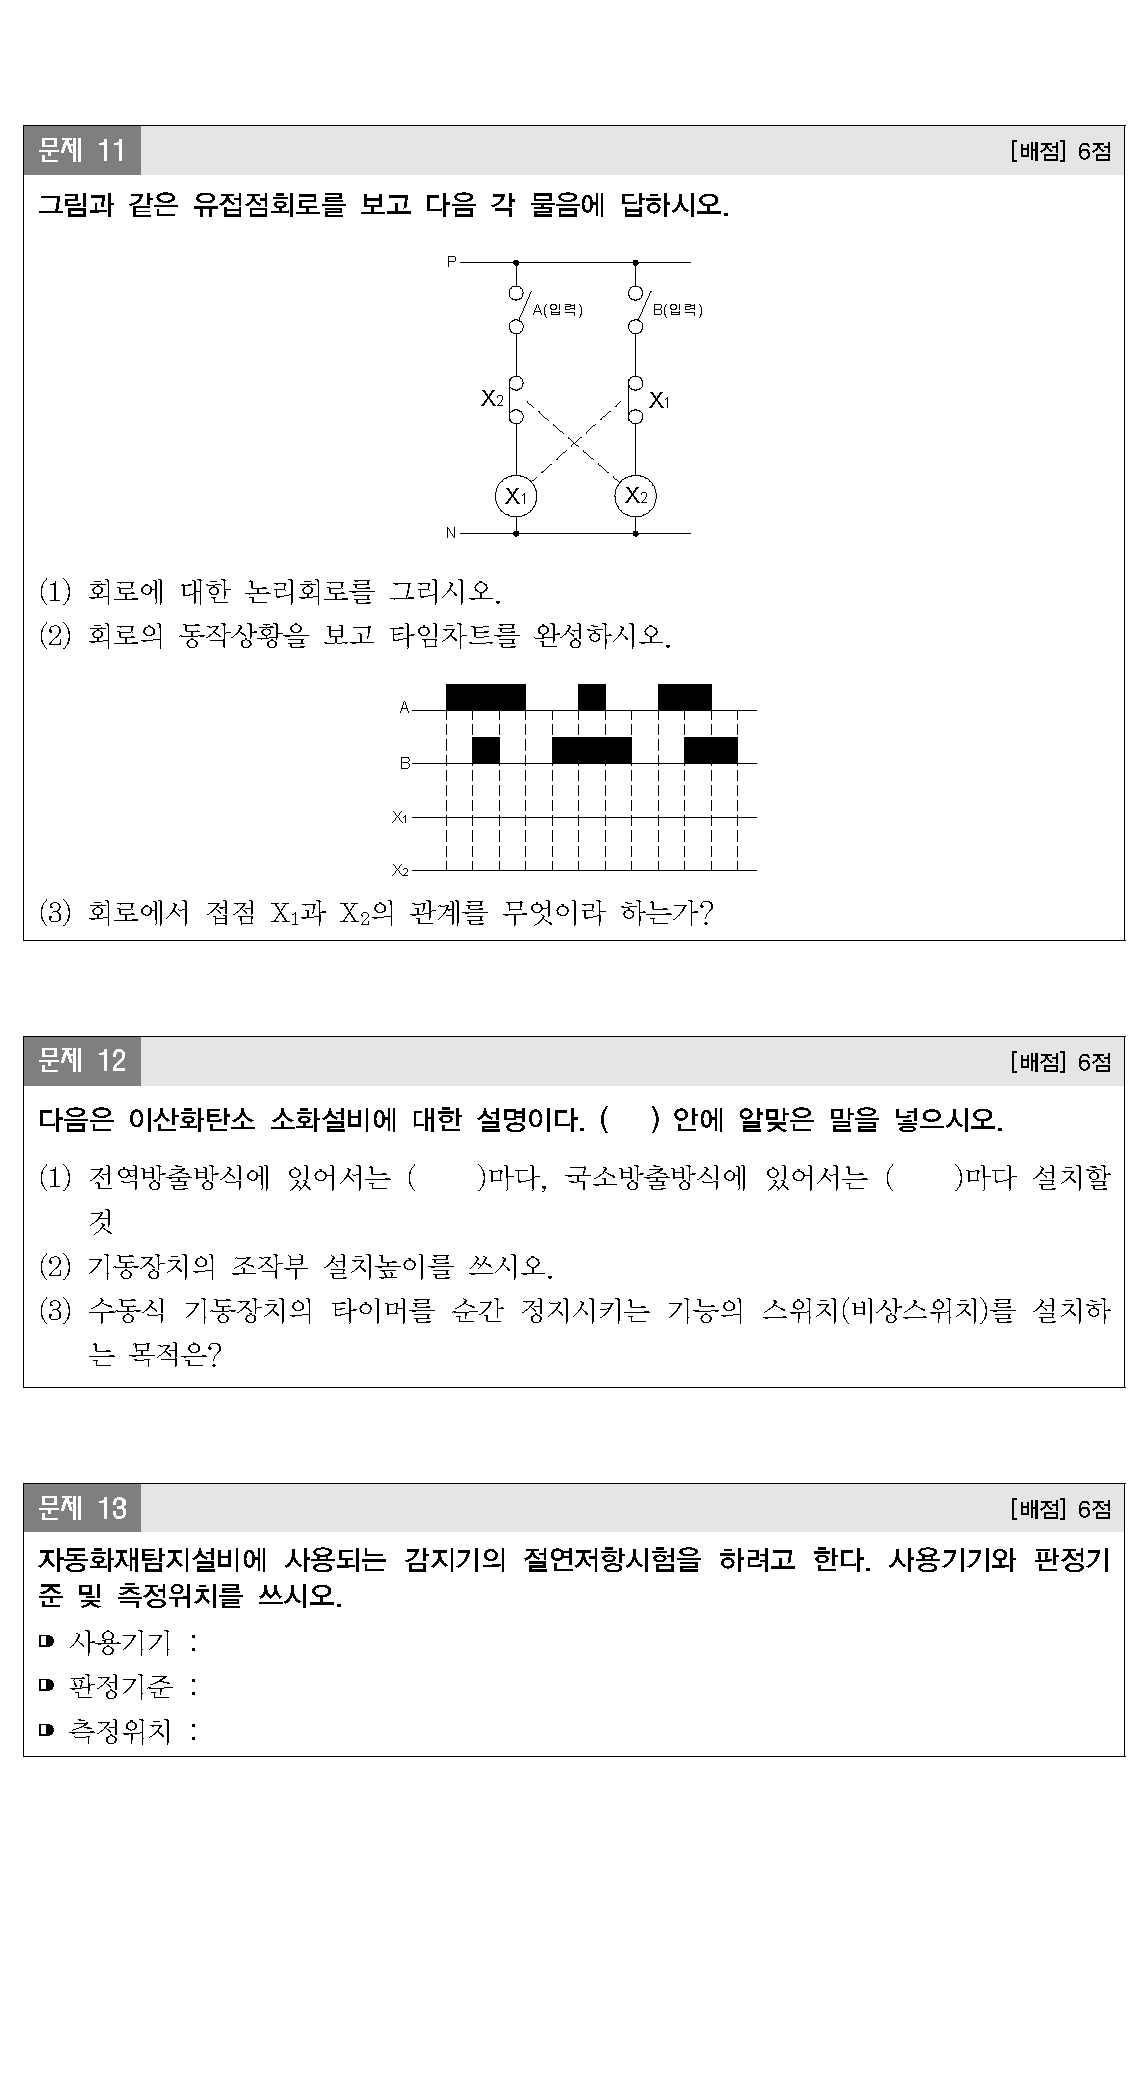 문제 11
[배점] 6점
그림과 같은 유접점회로를 보고 다음 각 물음에 답하시오.
P
A(입력) B(입력)
X2 X1
X1 X2
N
(1) 회로에 대한 논리회로를 그리시오.
(2) 회로의 동작상황을 보고 타임차트를 완성하시오.
A
B
X1
X2
(3) 회로에서 접점 X1과 X2의 관계를 무엇이라 하는가?
문제 12
[배점] 6점
다음은 이산화탄소 소화설비에 대한 설명이다. (   ) 안에 알맞은 말을 넣으시오.
(1) 전역방출방식에 있어서는 (    )마다, 국소방출방식에 있어서는 (    )마다 설치할
것
(2) 기동장치의 조작부 설치높이를 쓰시오.
(3) 수동식 기동장치의 타이머를 순간 정지시키는 기능의 스위치(비상스위치)를 설치하
는 목적은?
문제 13
[배점] 6점
자동화재탐지설비에 사용되는 감지기의 절연저항시험을 하려고 한다. 사용기기와 판정기
준 및 측정위치를 쓰시오.
사용기기 :
판정기준 :
측정위치 :